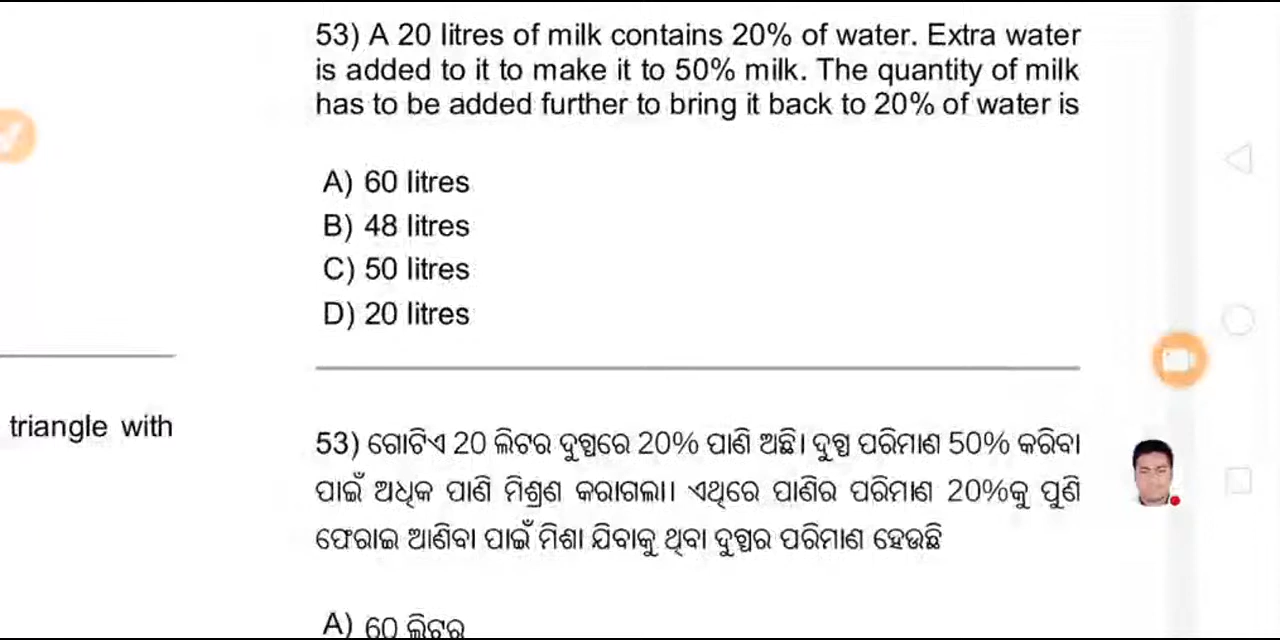 53) A 20 litres of milk contains 20% of water. Extra water
is added to it to make it to 50% milk. The quantity of milk
has to be added further to bring it back to 20% of water is
A) 60 litres
B) 48 litres
C) 50 litres
D) 20 litres
triangle with
53) ଗୋଟିଏ 20 ଲିଟର ଦୁଗ୍ଧରେ 20% ପାଣି ଅଛି। ଦୁଗ୍ଧ ପରିମାଣ 50% କରିବା
ପାଇଁ ଅଧିକ ପାଣି ମିଶ୍ରଣ କରାଗଲା। ଏଥିରେ ପାଣିର ପରିମାଣ 20%କୁ ପୁଣି
ଫେରାଇ ଆଣିବା ପାଇଁ ମିଶା ଯିବାକୁ ଥିବା ଦୁଗ୍ଧର ପରିମାଣ ହେଉଛି
A) 60 ଲିଟର